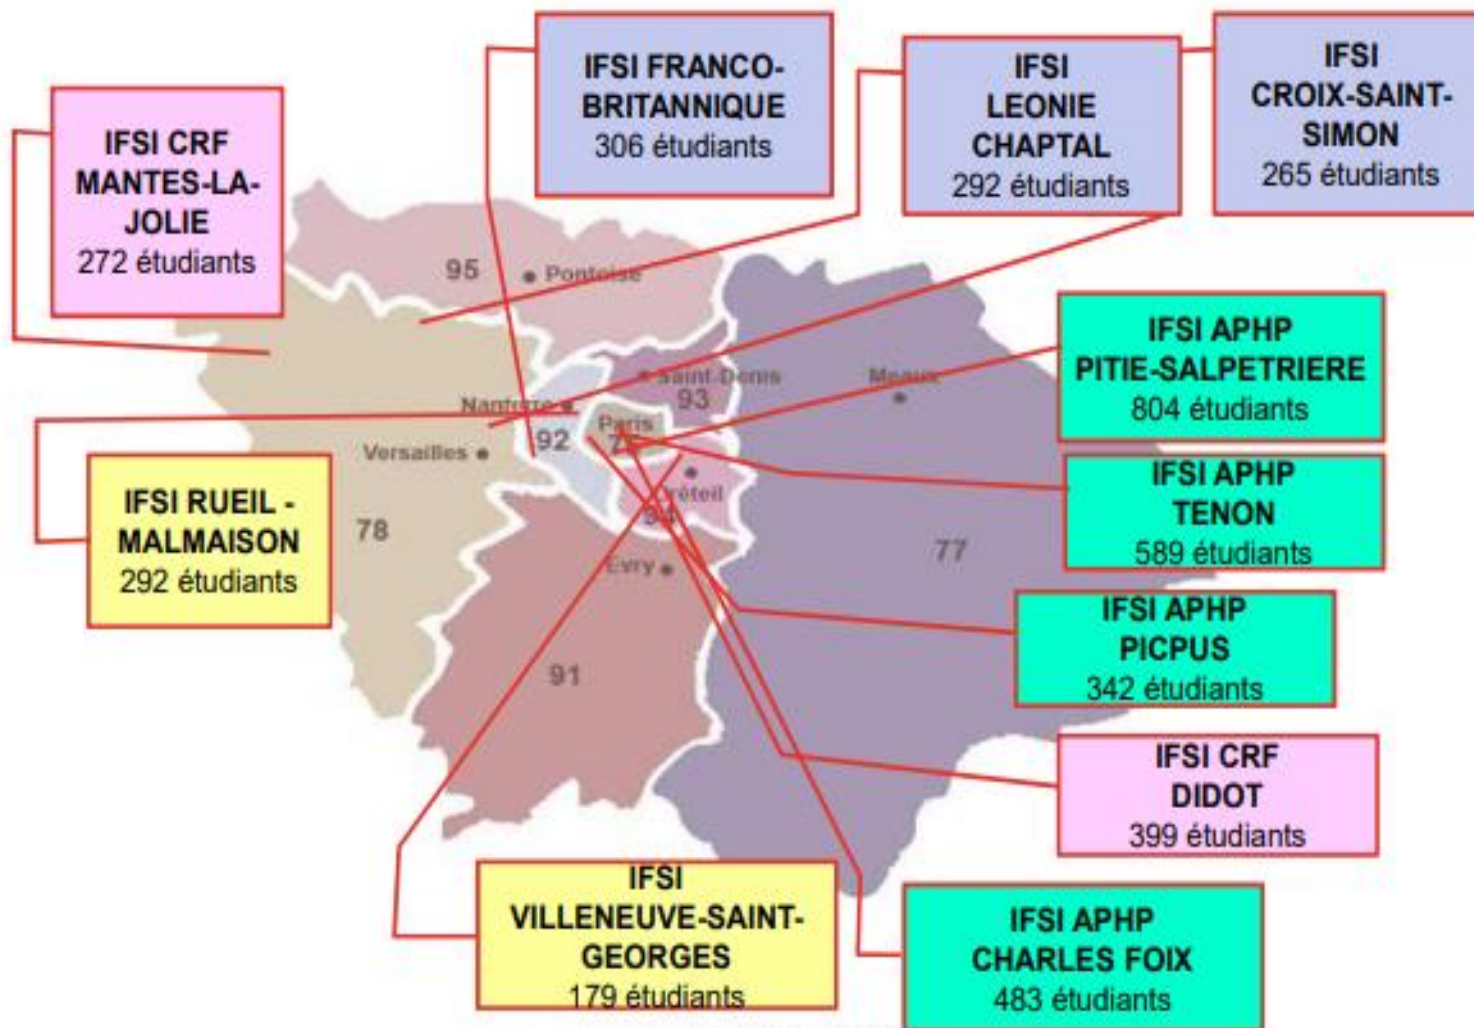 IFSI FRANCO-
BRITANNIQUE
306 étudiants
IFSI
LEONIE
CHAPTAL
292 étudiants
IFSI
CROIX-SAINT-
SIMON
265 étudiants
IFSI CRF
MANTES-LA-
JOLIE
272 étudiants
95
Pontoise
IFSI APHP
PITIE-SALPETRIERE
804 étudiants
Saint-Denis
93
Meaux
Nanterre
Paris
75
92
Versailles
Créteil
94
IFSI APHP
TENON
589 étudiants
IFSI RUEIL -
MALMAISON
292 étudiants
78
77
Evry
IFSI APHP
PICPUS
342 étudiants
91
IFSI CRF
DIDOT
399 étudiants
IFSI
VILLENEUVE-SAINT-
GEORGES
179 étudiants
IFSI APHP
CHARLES FOIX
483 étudiants